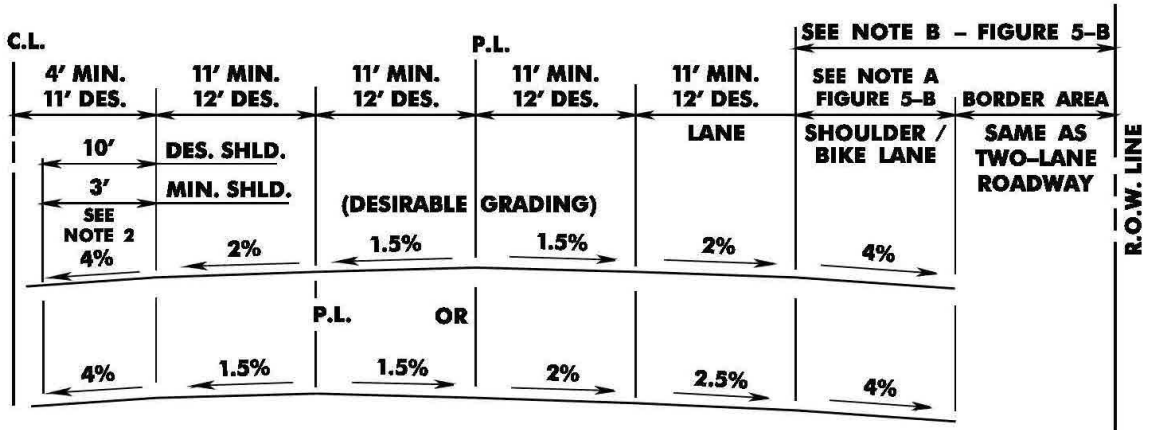 SEE NOTE B – FIGURE 5-B
C.L.
P.L.
4' MIN.
11' DES.
11' MIN.
12' DES.
11' MIN.
12' DES.
11' MIN.
12' DES.
11' MIN.
12' DES.
SEE NOTE A
FIGURE 5-B
BORDER AREA
LANE
SHOULDER /
BIKE LANE
SAME AS
TWO-LANE
ROADWAY
R.O.W. LINE
10'
DES. SHLD.
3'
MIN. SHLD.
SEE
NOTE 2
(DESIRABLE GRADING)
4%
2%
1.5%
1.5%
2%
4%
P.L.
OR
4%
1.5%
1.5%
2%
2.5%
4%